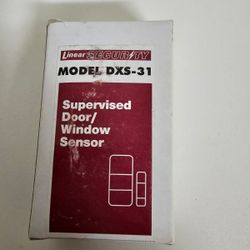 Linear SECURITY
MODEL DXS-31
Supervised
Door/
Window
Sensor